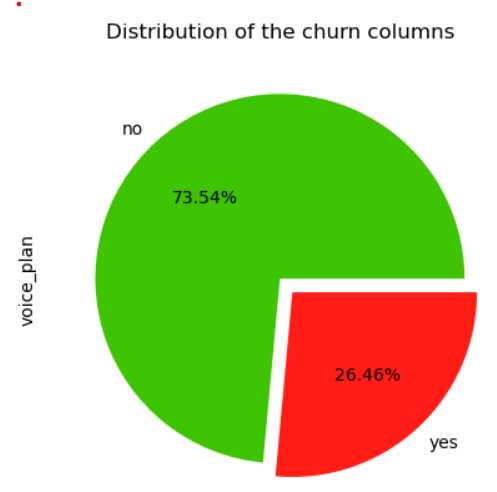 Distribution of the churn columns
no
73.54%
voice_plan
26.46%
yes